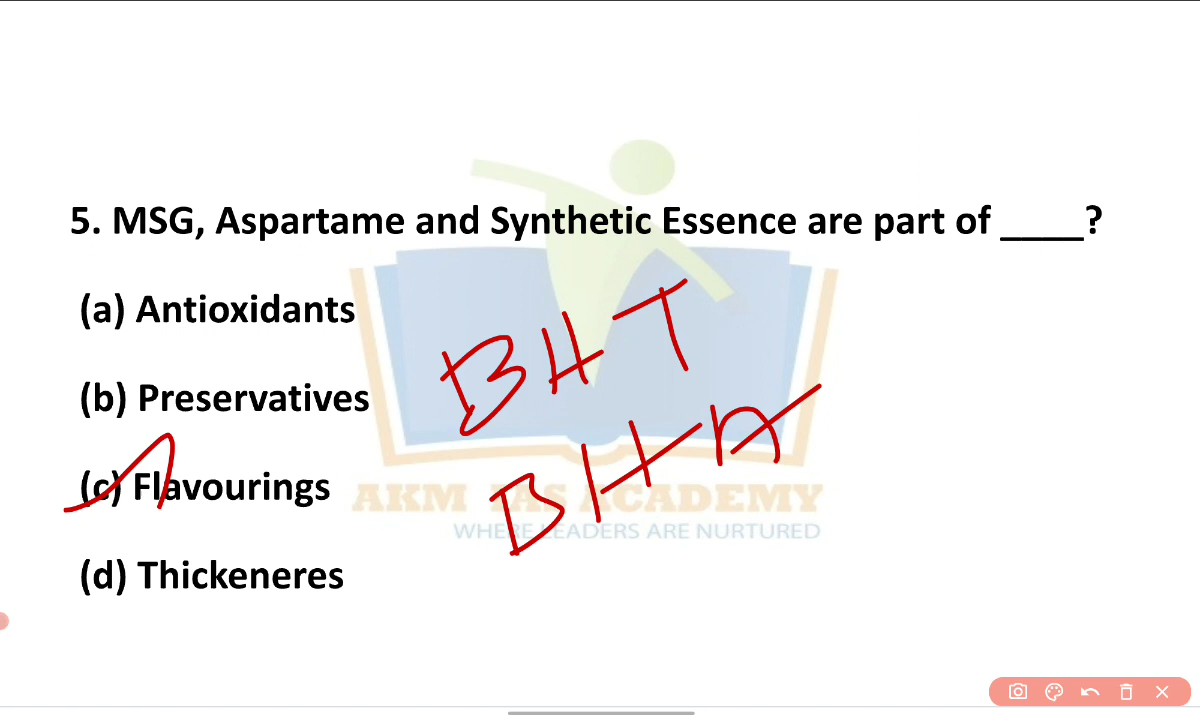 5. MSG, Aspartame and Synthetic Essence are part of ____?
(a) Antioxidants
(b) Preservatives
(c) Flavourings
(d) Thickeneres
BHT
BHA
AKM IAS ACADEMY
WHERE LEADERS ARE NURTURED